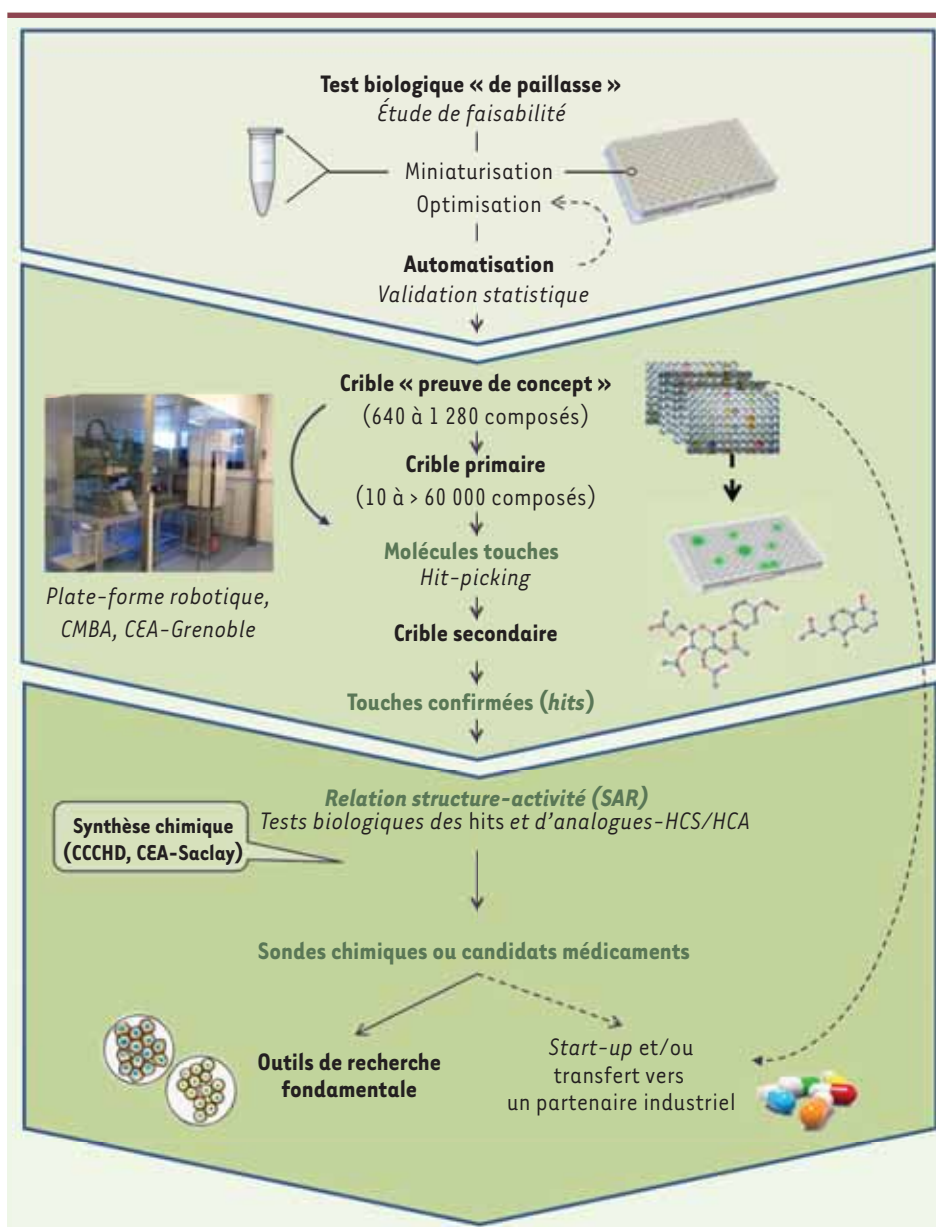 Test biologique « de paillasse »
Étude de faisabilité
Miniaturisation
Optimisation
Automatisation
Validation statistique
Crible « preuve de concept »
(640 à 1 280 composés)
Crible primaire
(10 à > 60 000 composés)
Molécules touches
Hit-picking
Crible secondaire
Touches confirmées (hits)
Plate-forme robotique,
CMBA, CEA-Grenoble
Relation structure-activité (SAR)
Tests biologiques des hits et d'analogues-HCS/HCA
Synthèse chimique
(CCCHD, CEA-Saclay)
Sondes chimiques ou candidats médicaments
Outils de recherche
fondamentale
Start-up et/ou
transfert vers
un partenaire industriel